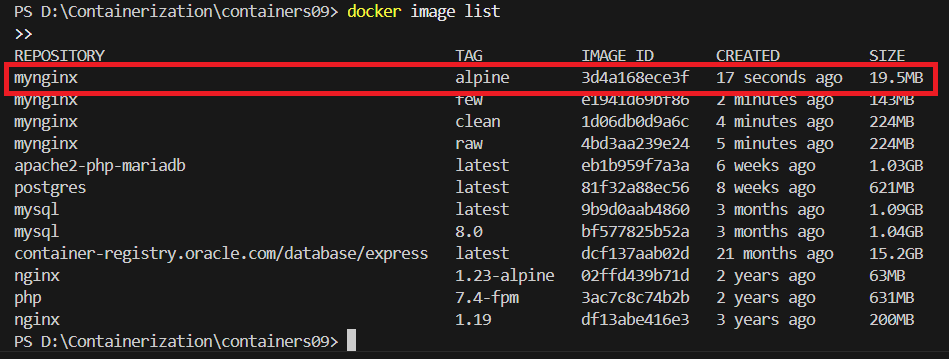 PS D:\Containerization\containers09> docker image list
>>
REPOSITORY TAG IMAGE ID CREATED SIZE
mynginx alpine 3d4a168ece3f 17 seconds ago 19.5MB
mynginx few e1941d69bf86 2 minutes ago 143MB
mynginx clean 1d06db0d9a6c 4 minutes ago 224MB
mynginx raw 4bd3aa239e24 5 minutes ago 224MB
apache2-php-mariadb latest eb1b959f7a3a 6 weeks ago 1.03GB
postgres latest 81f32a88ec56 8 weeks ago 621MB
mysql latest 9b9d0aab4860 3 months ago 1.09GB
mysql 8.0 bf577825b52a 3 months ago 1.04GB
container-registry.oracle.com/database/express latest dcf137aab02d 21 months ago 15.2GB
nginx 1.23-alpine 02ffd439b71d 2 years ago 63MB
php 7.4-fpm 3ac7c8c74b2b 2 years ago 631MB
nginx 1.19 df13abe416e3 3 years ago 200MB
PS D:\Containerization\containers09>